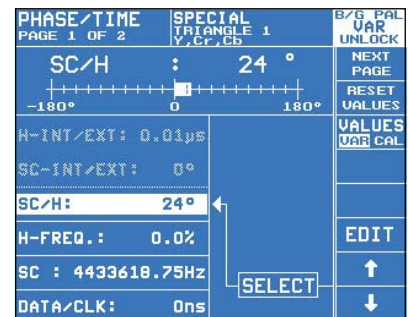 PHASE/TIME
PAGE 1 OF 2
SPECIAL
TRIANGLE 1
Y,Cr,Cb
B/G PAL
VAR
UNLOCK
SC/H : 24 °
-180° 0 180°
NEXT
PAGE
RESET
VALUES
VALUES
VAR CAL
H-INT/EXT: 0.01µs
SC-INT/EXT: 0°
SC/H: 24°
H-FREQ.: 0.0%
SC : 4433618.75Hz
DATA/CLK: 0ns
SELECT
EDIT
↑
↓